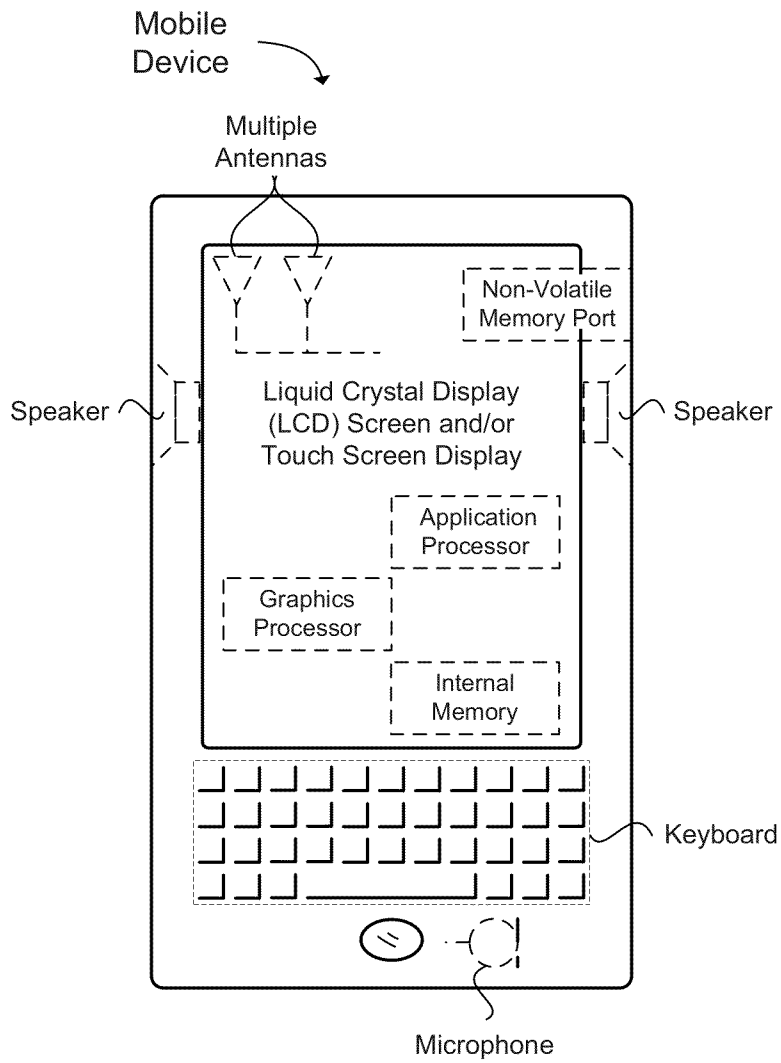 Mobile
Device
Multiple
Antennas
Non-Volatile
Memory Port
Liquid Crystal Display
(LCD) Screen and/or
Touch Screen Display
Speaker
Speaker
Application
Processor
Graphics
Processor
Internal
Memory
Keyboard
Microphone